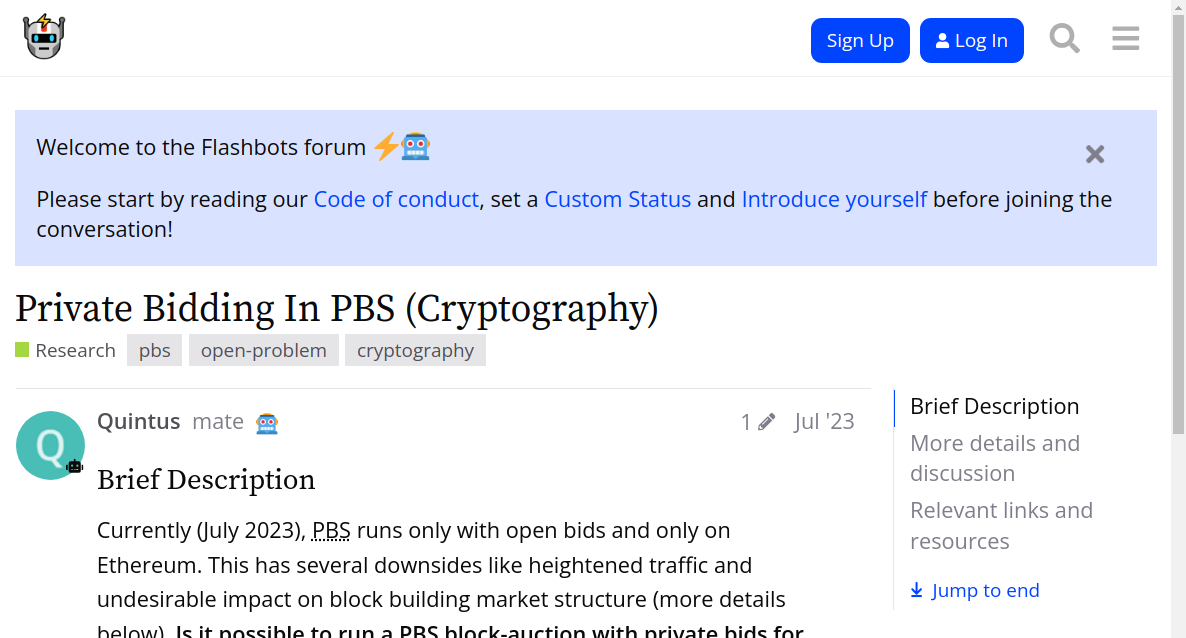 Sign Up
Log In
Welcome to the Flashbots forum
Please start by reading our Code of conduct, set a Custom Status and Introduce yourself before joining the
conversation!
Private Bidding In PBS (Cryptography)
Research pbs open-problem cryptography
Q
Quintus mate 1 Jul '23
Brief Description
Currently (July 2023), PBS runs only with open bids and only on
Ethereum. This has several downsides like heightened traffic and
undesirable impact on block building market structure (more details
below). Is it possible to run a PBS block-auction with private bids for
Brief Description
More details and
discussion
Relevant links and
resources
Jump to end